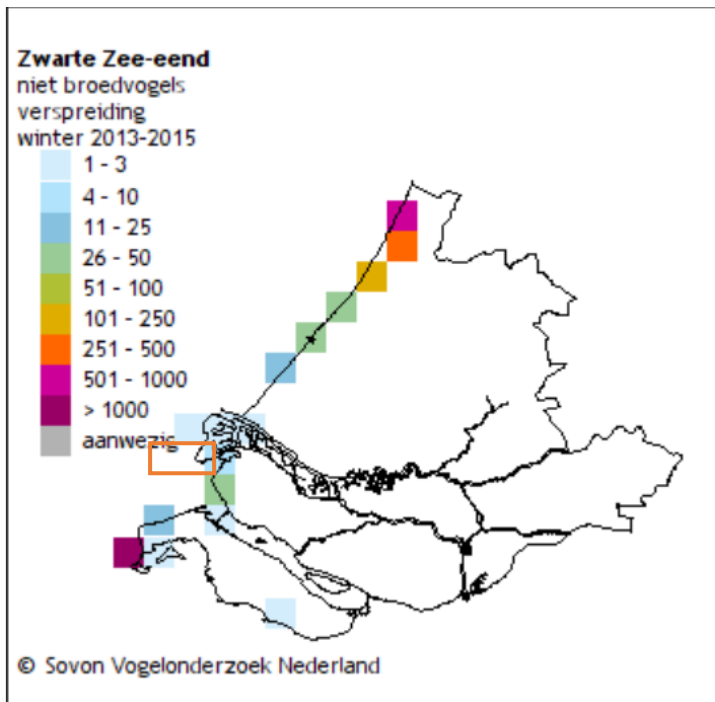 Zwarte Zee-eend
niet broedvogels
verspreiding
winter 2013-2015
1 - 3
4 - 10
11 - 25
26 - 50
51 - 100
101 - 250
251 - 500
501 - 1000
> 1000
aanwezig
© Sovon Vogelonderzoek Nederland